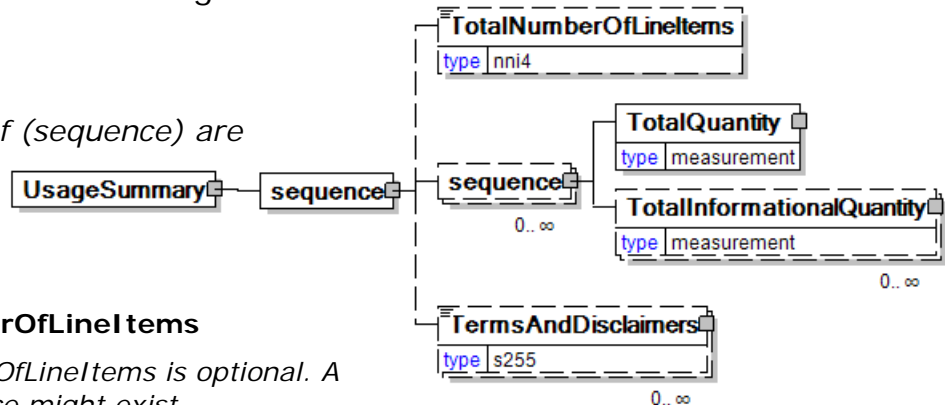 TotalNumberOfLineItems
type nni4
f (sequence) are
TotalQuantity
type measurement
UsageSummary
sequence
sequence
0.. ∞
TotalInformationalQuantity
type measurement
0.. ∞
rOfLineItems
TermsAndDisclaimers
type s255
0.. ∞
OfLineItems is optional. A